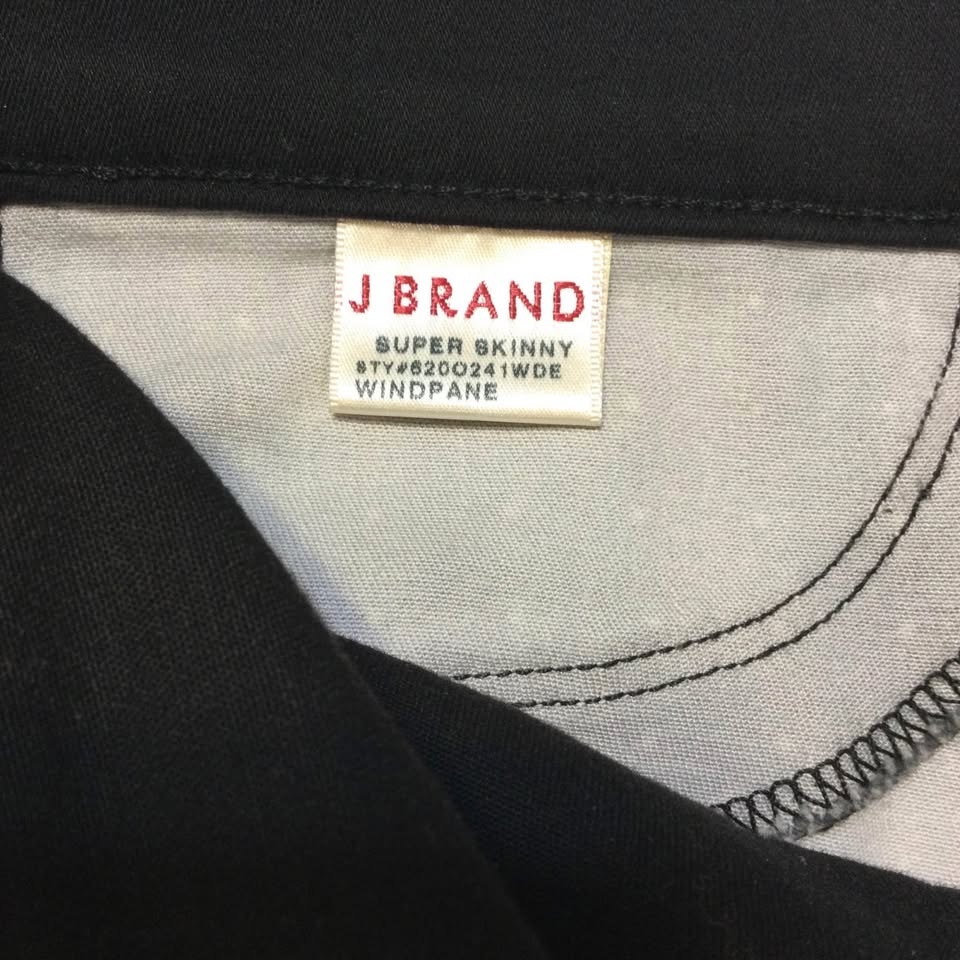 J BRAND
SUPER SKINNY
STY#620O241WDE
WINDPANE